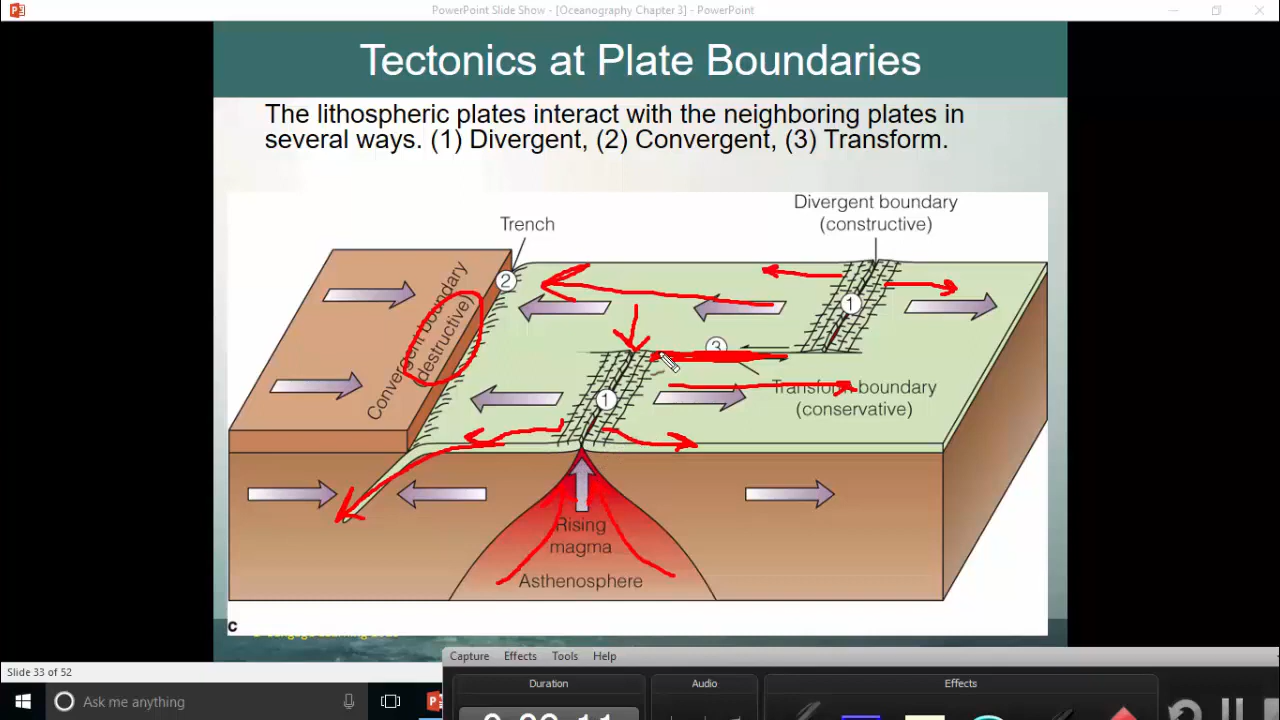 PowerPoint Slide Show - [Oceanography Chapter 3] - PowerPoint
Tectonics at Plate Boundaries
The lithospheric plates interact with the neighboring plates in
several ways. (1) Divergent, (2) Convergent, (3) Transform.
Divergent boundary
(constructive)
Trench
Convergent boundary
(destructive)
2
1
3
1
Transform boundary
(conservative)
Rising
magma
Asthenosphere
c
Slide 33 of 52
Capture Effects Tools Help
Duration
Audio
Effects
Ask me anything